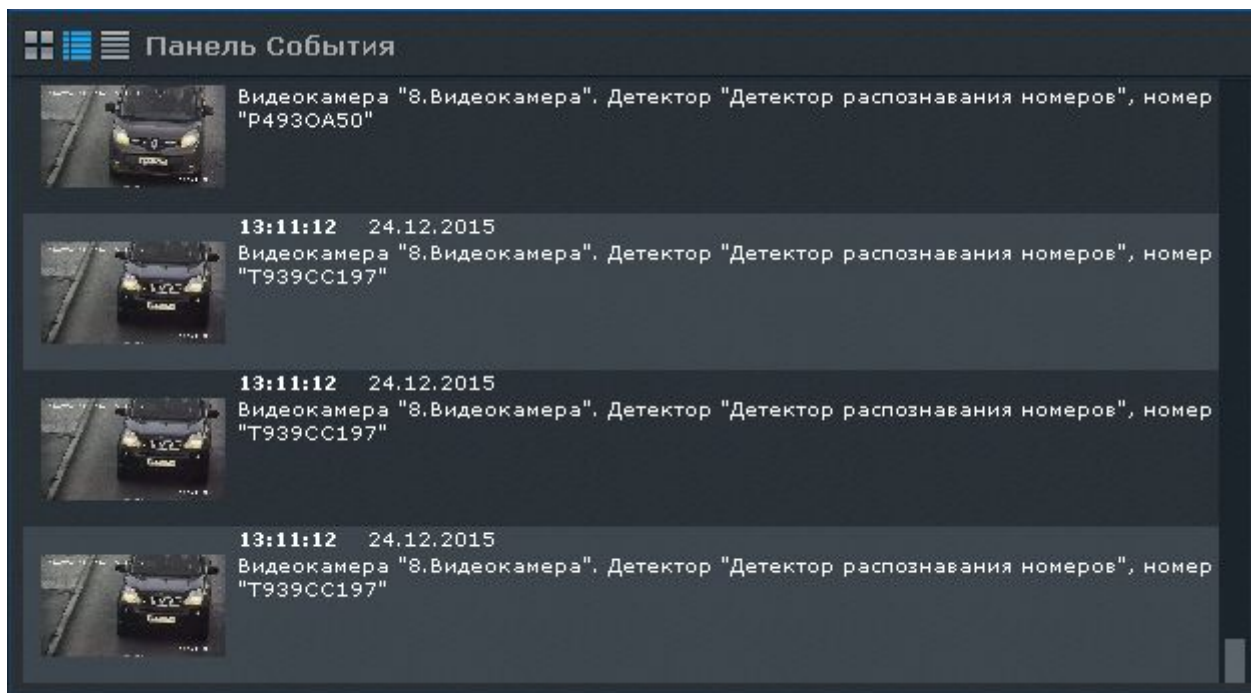 Панель События
Видеокамера "8.Видеокамера". Детектор "Детектор распознавания номеров", номер
"Р493ОА50"
13:11:12 24.12.2015
Видеокамера "8.Видеокамера". Детектор "Детектор распознавания номеров", номер
"Т939СС197"
13:11:12 24.12.2015
Видеокамера "8.Видеокамера". Детектор "Детектор распознавания номеров", номер
"Т939СС197"
13:11:12 24.12.2015
Видеокамера "8.Видеокамера". Детектор "Детектор распознавания номеров", номер
"Т939СС197"